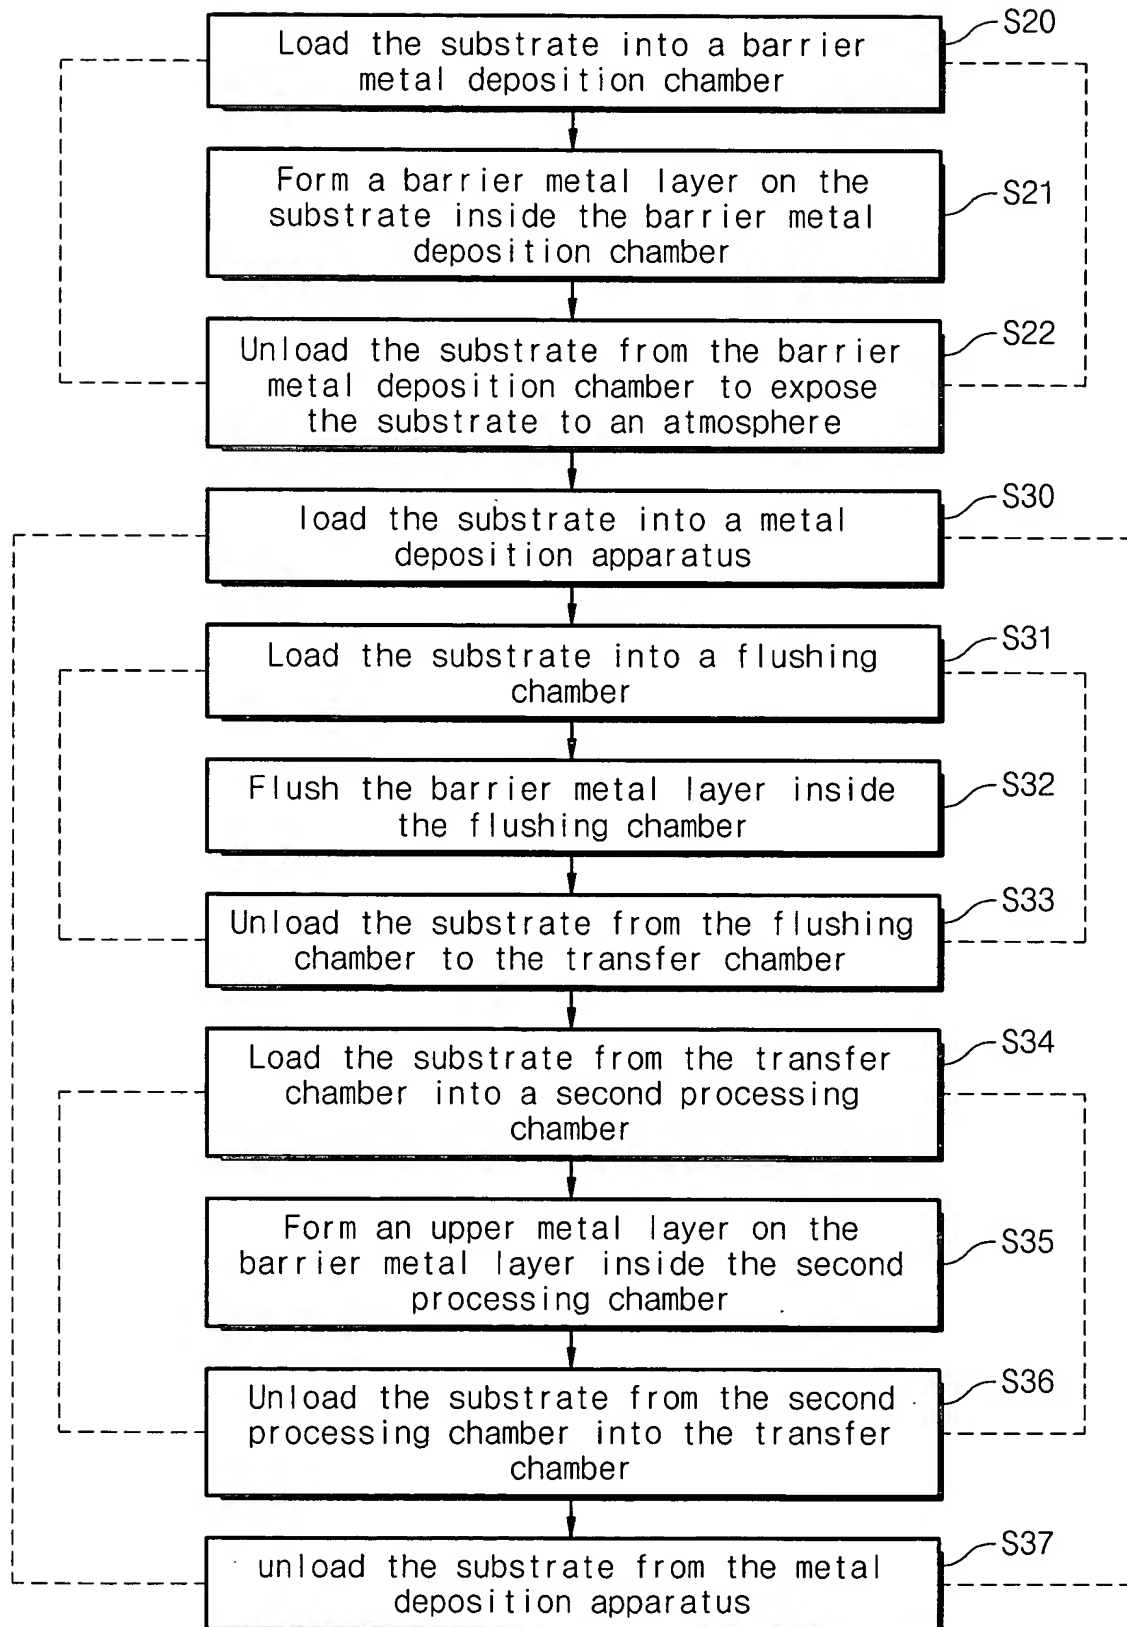 Load the substrate into a barrier
metal deposition chamber
S20
Form a barrier metal layer on the
substrate inside the barrier metal
deposition chamber
S21
Unload the substrate from the barrier
metal deposition chamber to expose
the substrate to an atmosphere
S22
load the substrate into a metal
deposition apparatus
S30
Load the substrate into a flushing
chamber
S31
Flush the barrier metal layer inside
the flushing chamber
S32
Unload the substrate from the flushing
chamber to the transfer chamber
S33
Load the substrate from the transfer
chamber into a second processing
chamber
S34
Form an upper metal layer on the
barrier metal layer inside the second
processing chamber
S35
Unload the substrate from the second
processing chamber into the transfer
chamber
S36
unload the substrate from the metal
deposition apparatus
S37